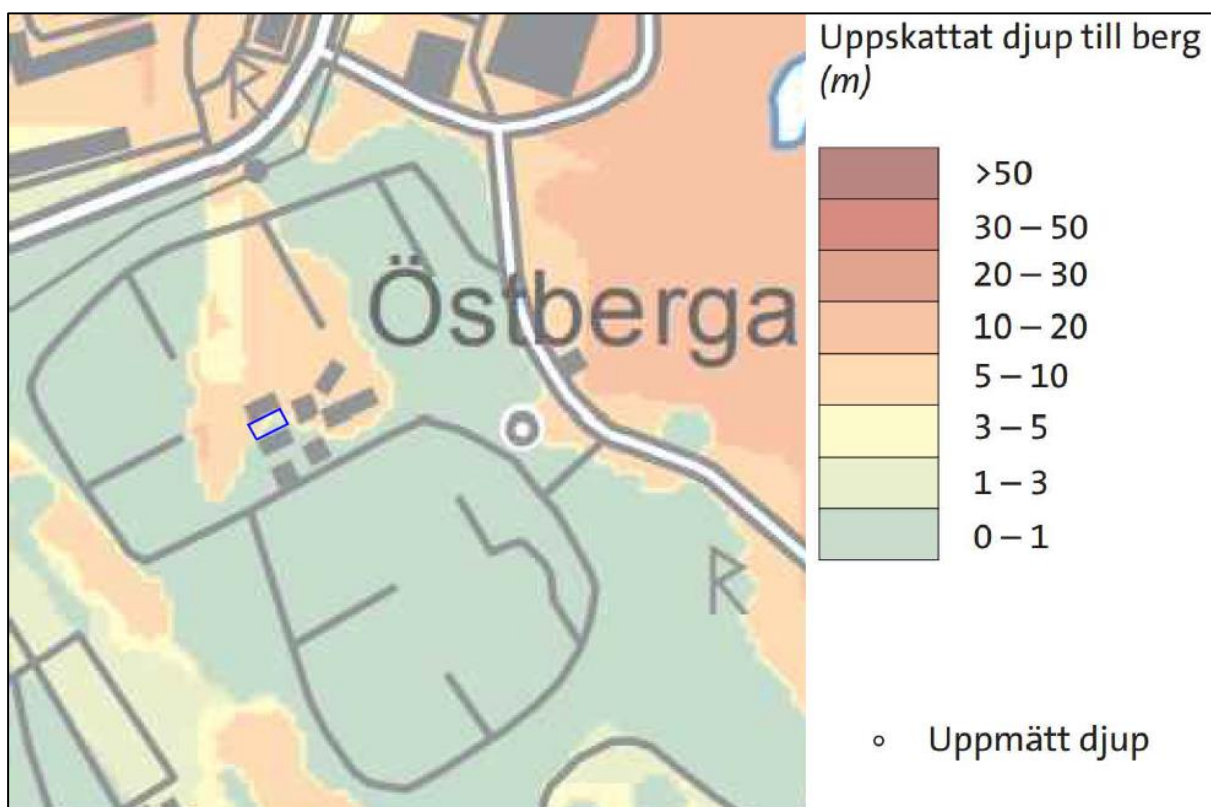 Östberga
R
R
Uppskattat djup till berg
(m)
>50
30 – 50
20 – 30
10 – 20
5 – 10
3 – 5
1 – 3
0 – 1
Uppmätt djup